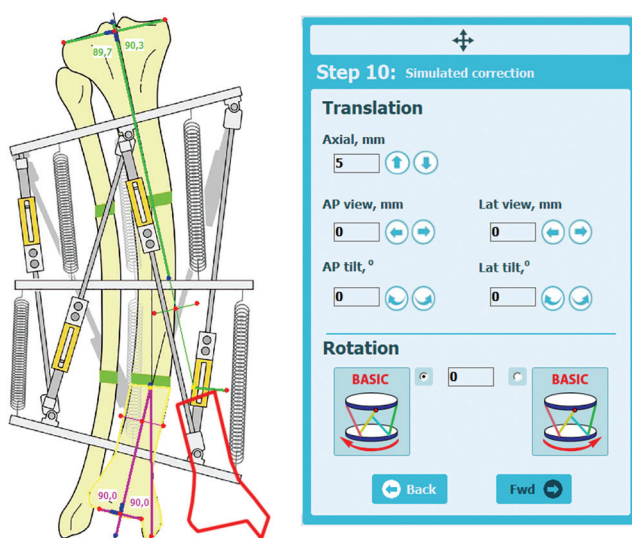 89,7 90,3
90,0
90,0
Step 10: Simulated correction
Translation
Axial, mm
5
AP view, mm Lat view, mm
0 0
AP tilt,° Lat tilt,°
0 0
Rotation
BASIC 0 BASIC
Back Fwd